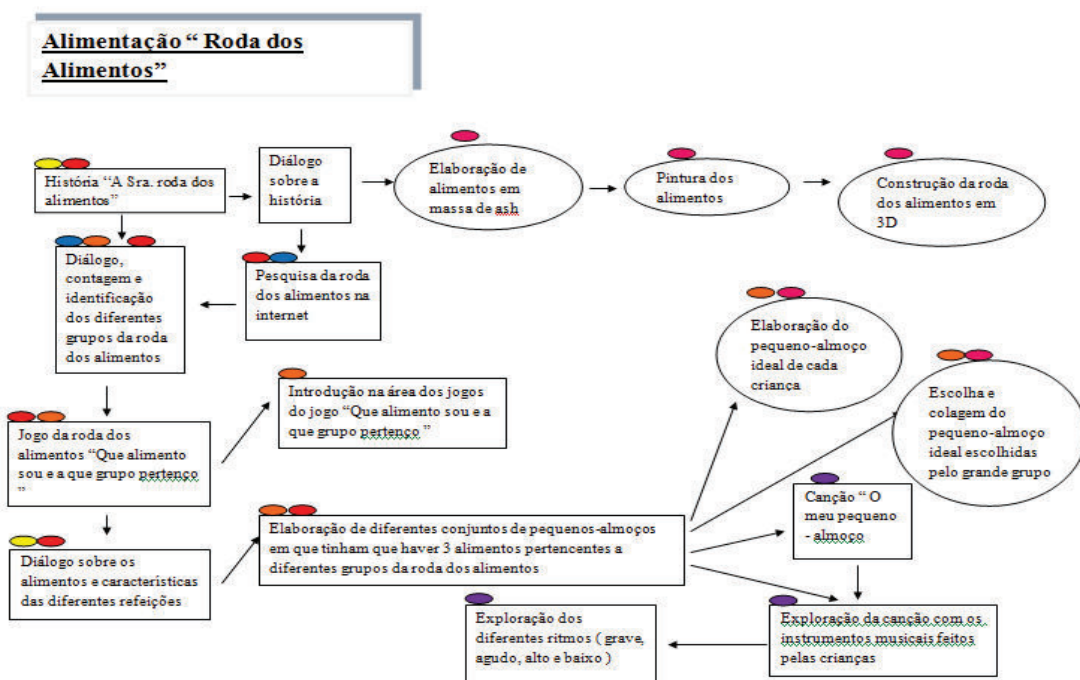 Alimentação “ Roda dos
Alimentos”
História “A Sra. roda dos
alimentos”
Diálogo
sobre a
história
Elaboração de
alimentos em
massa de ash
Pintura dos
alimentos
Construção da roda
dos alimentos em
3D
Diálogo,
contagem e
identificação
dos diferentes
grupos da roda
dos alimentos
Pesquisa da roda
dos alimentos na
internet
Elaboração do
pequeno-almoço
ideal de cada
criança
Introdução na área dos jogos
do jogo “Que alimento sou e a
que grupo pertenço ”
Escolha e
colagem do
pequeno-almoço
ideal escolhidas
pelo grande grupo
Jogo da roda dos
alimentos “Que alimento
sou e a que grupo pertenço
”
Canção “ O
meu pequeno
- almoço
Elaboração de diferentes conjuntos de pequenos-almoços
em que tinham que haver 3 alimentos pertencentes a
diferentes grupos da roda dos alimentos
Diálogo sobre os
alimentos e características
das diferentes refeições
Exploração dos
diferentes ritmos ( grave,
agudo, alto e baixo )
Exploração da canção com os
instrumentos musicais feitos
pelas crianças